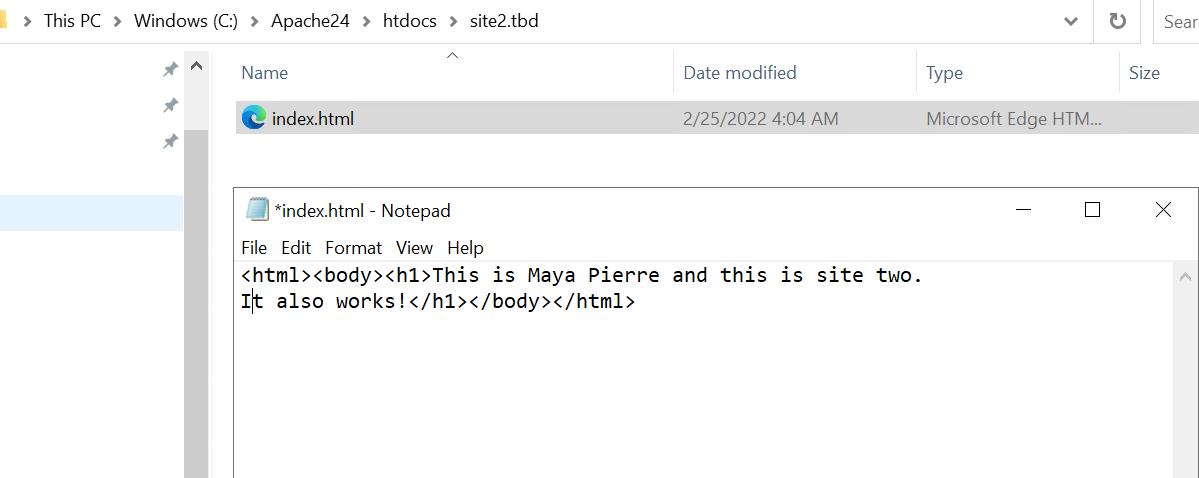 This PC > Windows (C:) > Apache24 > htdocs > site2.tbd
Sear
Name Date modified Type Size
index.html 2/25/2022 4:04 AM Microsoft Edge HTM...
*index.html - Notepad
File Edit Format View Help
<html><body><h1>This is Maya Pierre and this is site two.
It also works!</h1></body></html>